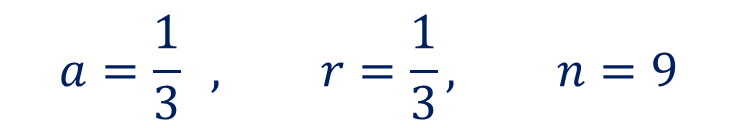 a = 1/3 , r = 1/3, n = 9